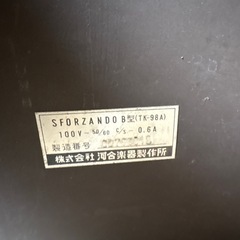 SFORZANDO B型(TK-98A)
100V～ 50/60 C/S 0.6A
製造番号
株式会社 河合楽器製作所